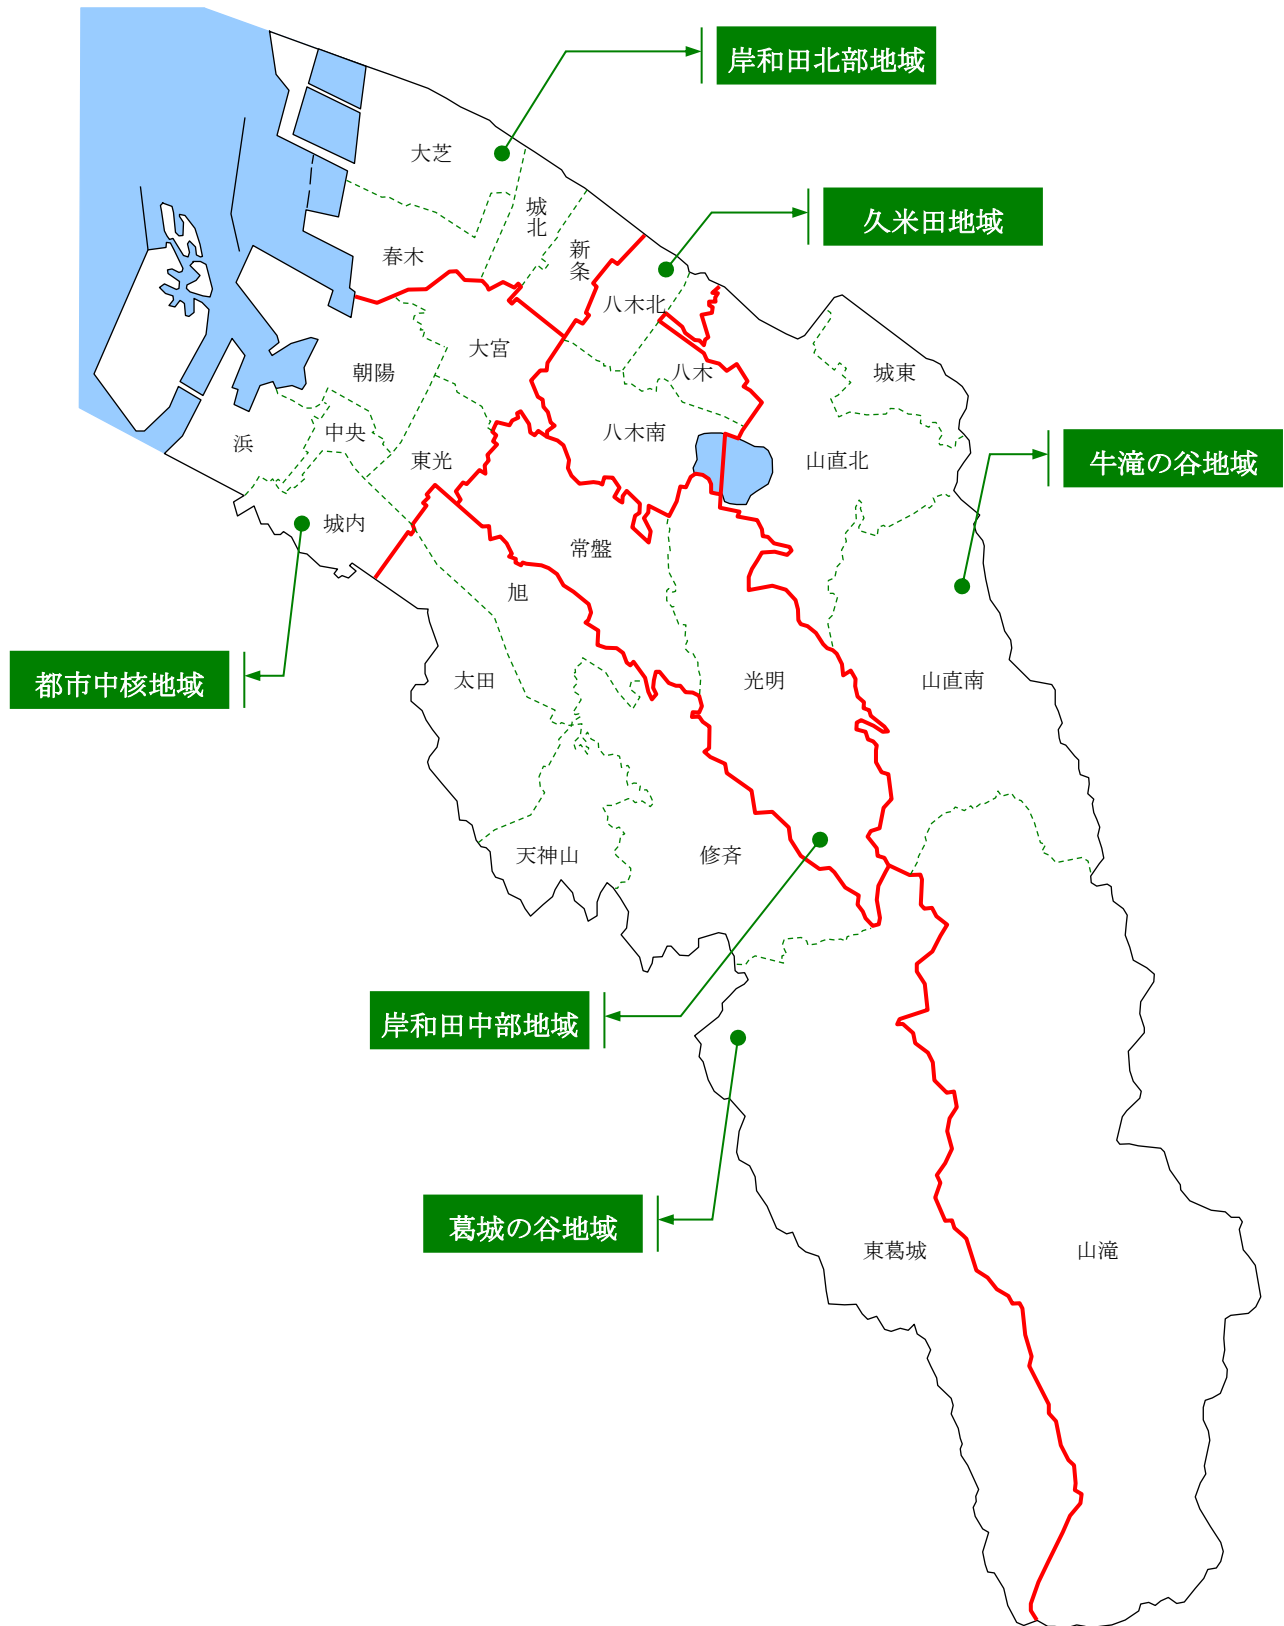 岸和田北部地域
大芝
久米田地域
城北
新条
春木
八木北
大宮
朝陽
八木
城東
中央
八木南
浜
東光
山直北
牛滝の谷地域
城内
常盤
旭
都市中核地域
太田
光明
山直南
天神山
修斉
岸和田中部地域
葛城の谷地域
東葛城
山滝